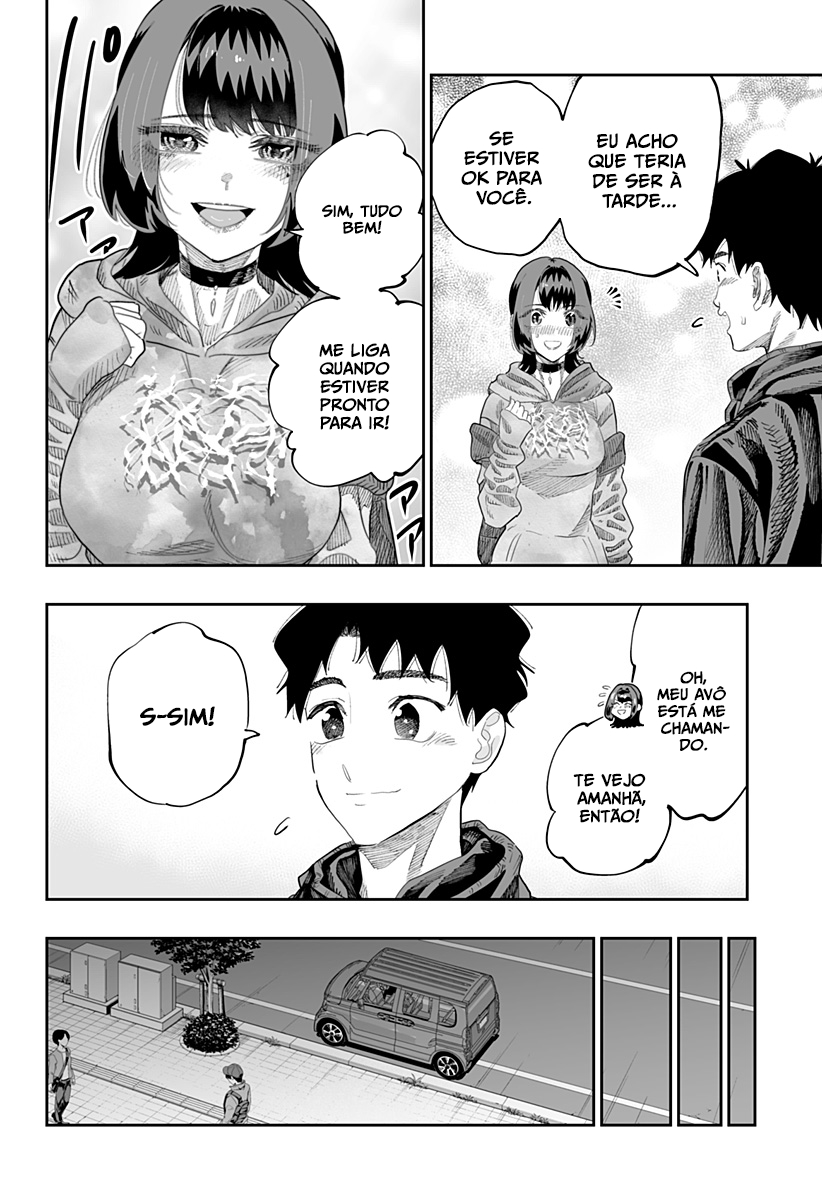 EU ACHO
QUE TERIA
DE SER À
TARDE...
SE
ESTIVER
OK PARA
VOCÊ.
SIM, TUDO
BEM!
ME LIGA
QUANDO
ESTIVER
PRONTO
PARA IR!
OH,
MEU AVÔ
ESTÁ ME
CHAMAN-
DO.
TE VEJO
AMANHÃ,
ENTÃO!
S-SIM!